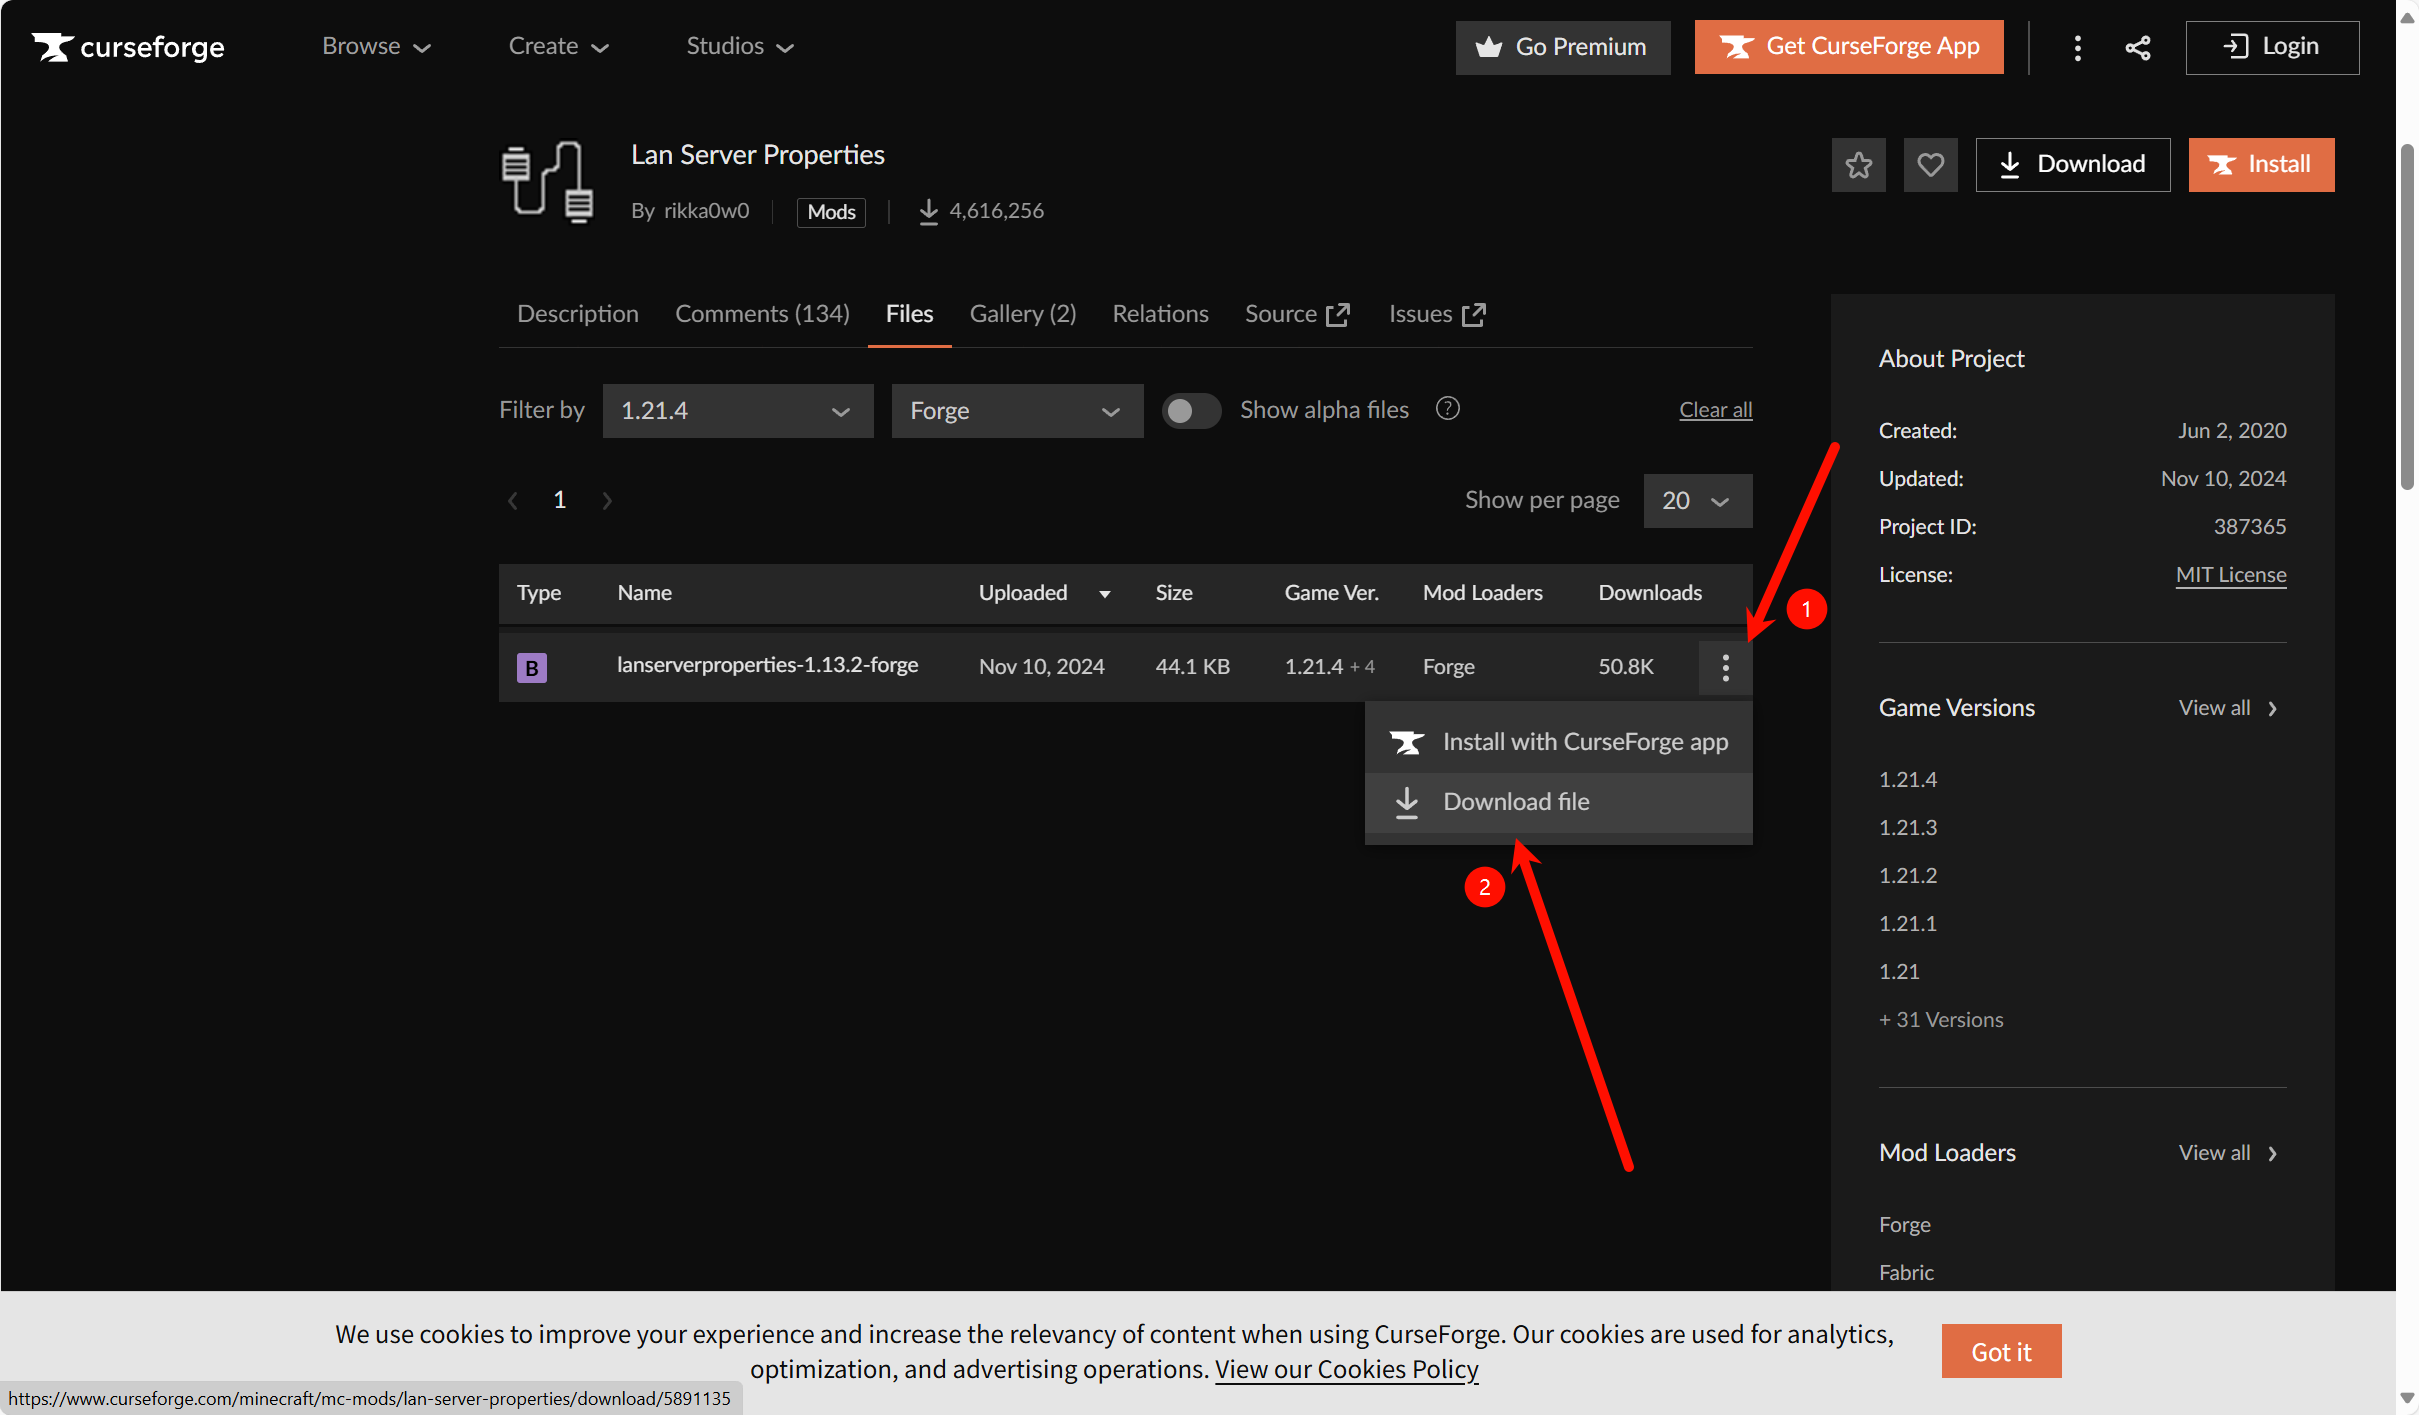 curseforge
Browse
Create
Studios
Go Premium
Get CurseForge App
Login
Lan Server Properties
By rikka0w0
Mods
4,616,256
Download
Install
Description
Comments (134)
Files
Gallery (2)
Relations
Source
Issues
Filter by
1.21.4
Forge
Show alpha files
?
Clear all
1
Show per page
20
Type
Name
Uploaded
Size
Game Ver.
Mod Loaders
Downloads
B
lanserverproperties-1.13.2-forge
Nov 10, 2024
44.1 KB
1.21.4 + 4
Forge
50.8K
1
Install with CurseForge app
Download file
2
About Project
Created:
Jun 2, 2020
Updated:
Nov 10, 2024
Project ID:
387365
License:
MIT License
Game Versions
View all
1.21.4
1.21.3
1.21.2
1.21.1
1.21
+ 31 Versions
Mod Loaders
View all
Forge
Fabric
We use cookies to improve your experience and increase the relevancy of content when using CurseForge. Our cookies are used for analytics,
optimization, and advertising operations. View our Cookies Policy
Got it
https://www.curseforge.com/minecraft/mc-mods/lan-server-properties/download/5891135